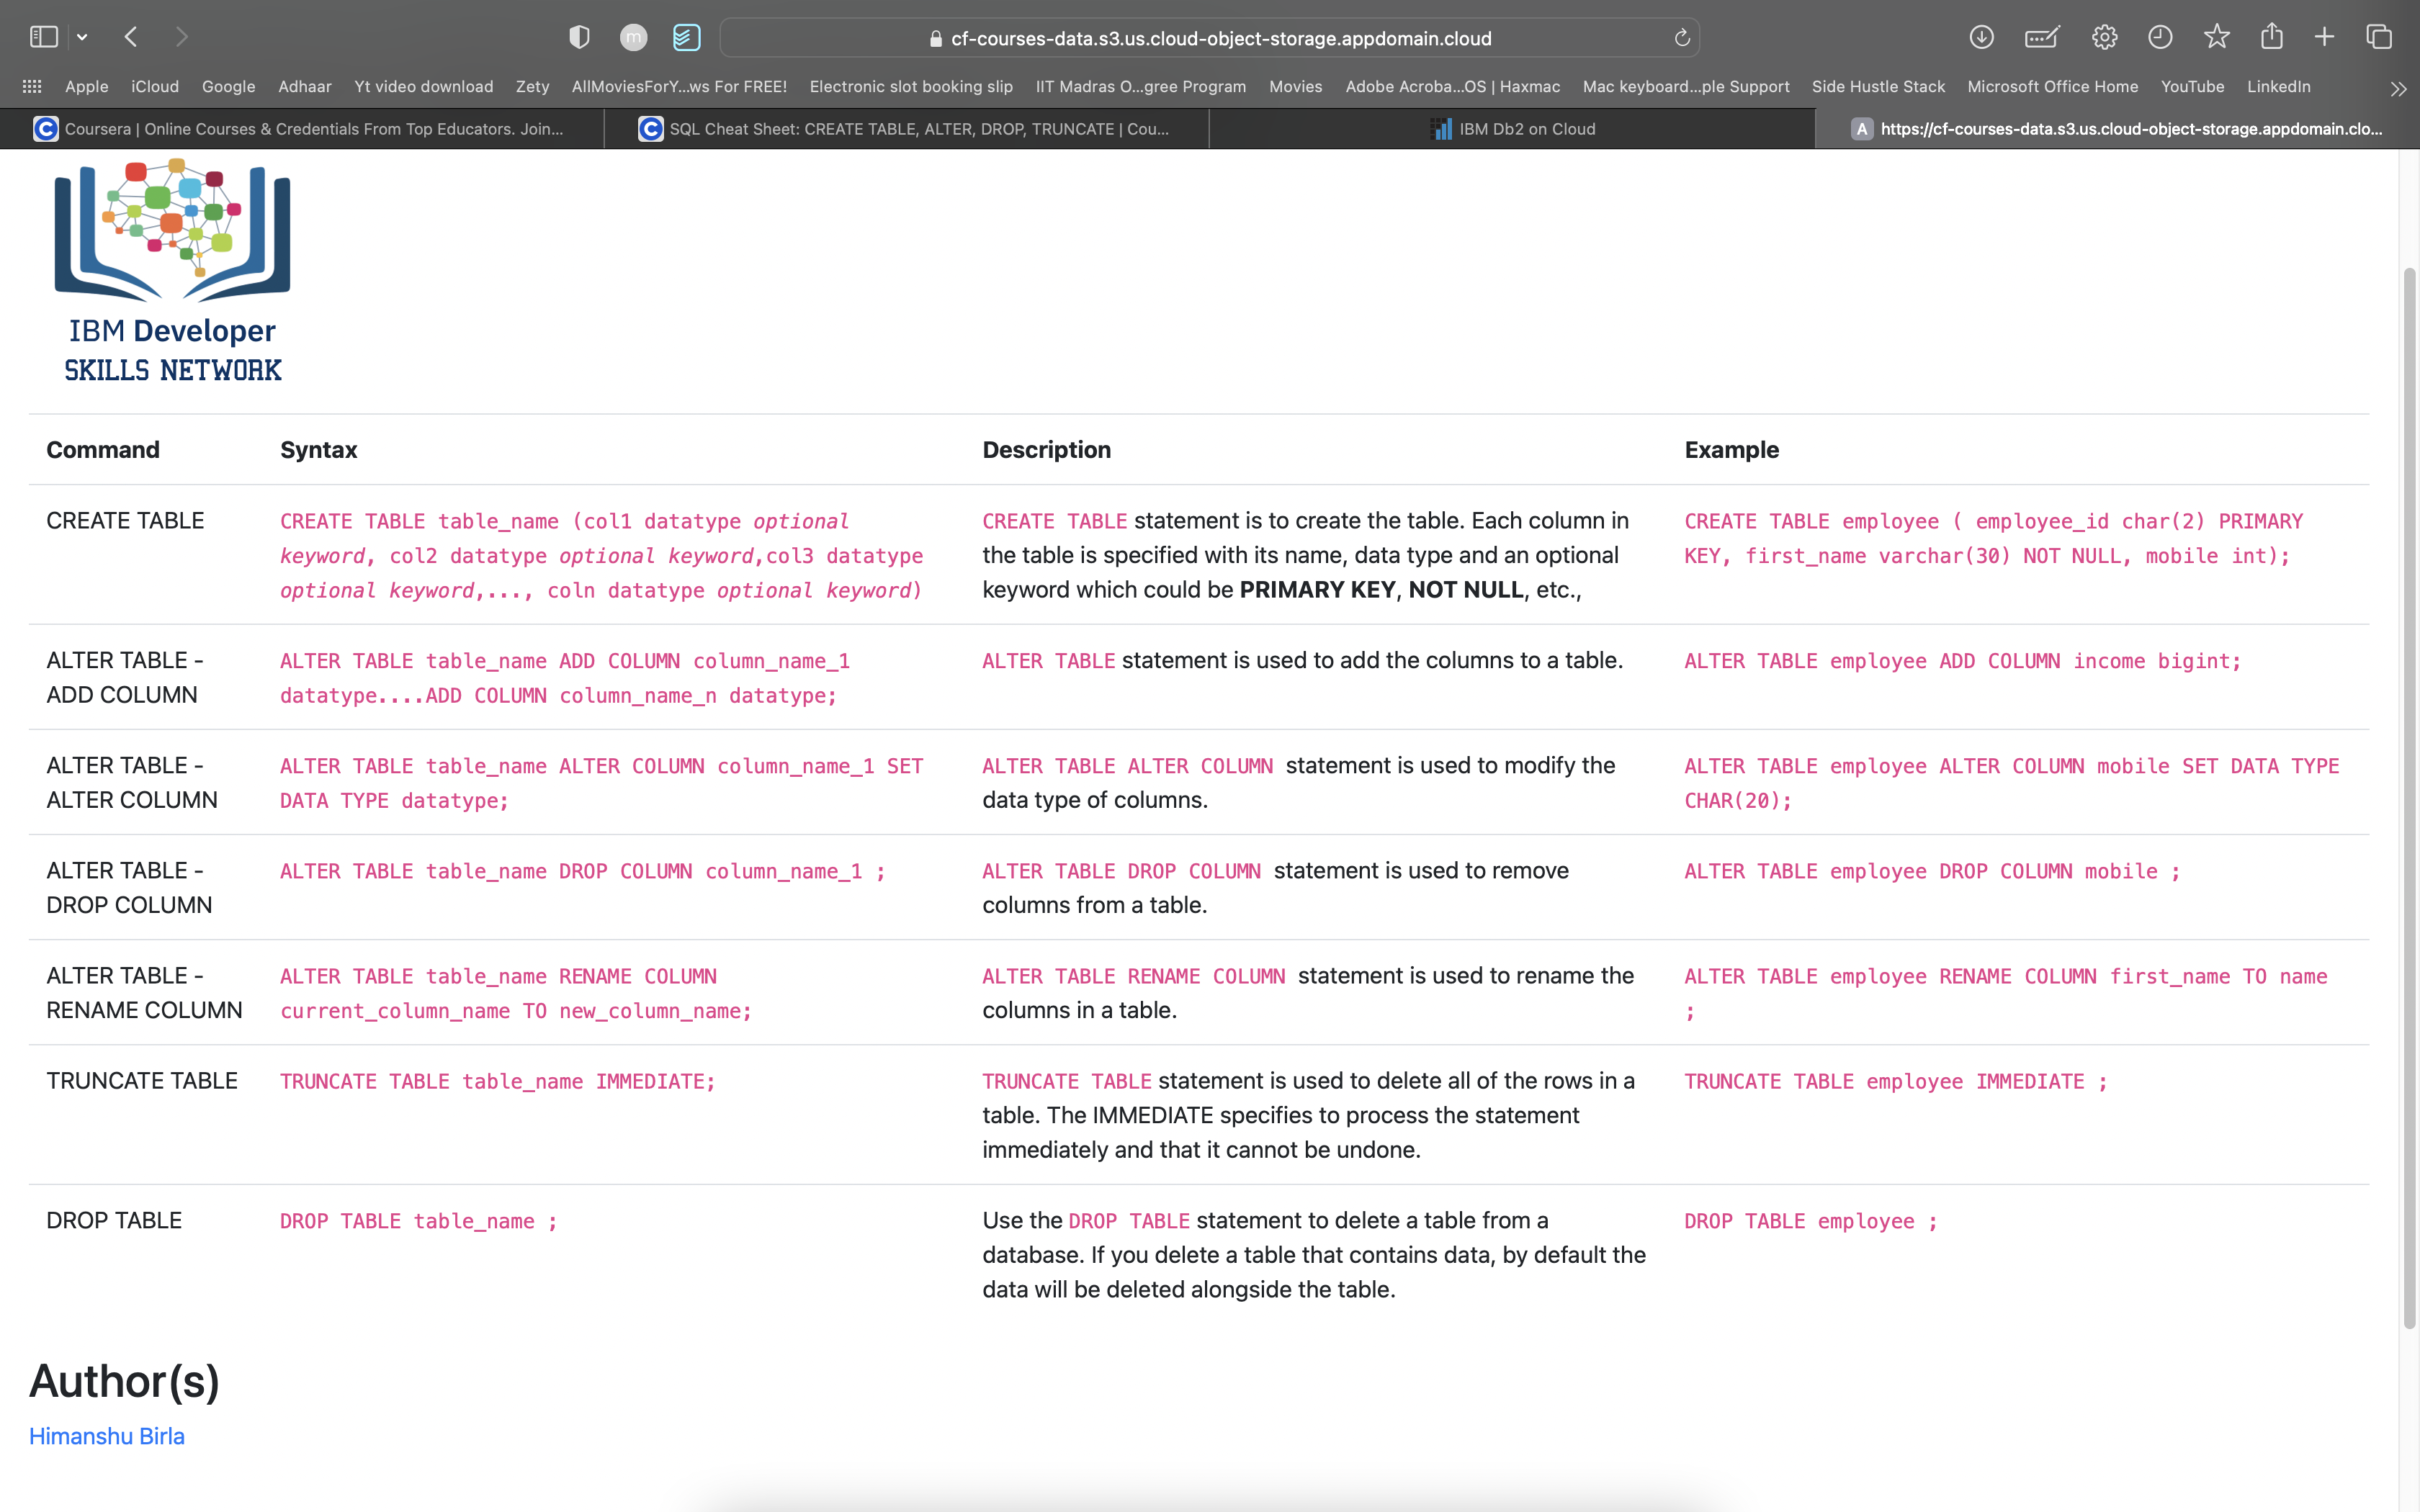 m
cf-courses-data.s3.us.cloud-object-storage.appdomain.cloud
Apple iCloud Google Adhaar Yt video download Zety AllMoviesForY...ws For FREE! Electronic slot booking slip IIT Madras O...gree Program Movies Adobe Acroba...OS | Haxmac Mac keyboard...ple Support Side Hustle Stack Microsoft Office Home YouTube LinkedIn
C Coursera | Online Courses & Credentials From Top Educators. Join... C SQL Cheat Sheet: CREATE TABLE, ALTER, DROP, TRUNCATE | Cou... IBM Db2 on Cloud A https://cf-courses-data.s3.us.cloud-object-storage.appdomain.clo...
IBM Developer
SKILLS NETWORK
Command Syntax Description Example
CREATE TABLE
CREATE TABLE table_name (col1 datatype optional
keyword, col2 datatype optional keyword,col3 datatype
optional keyword,..., coln datatype optional keyword)
CREATE TABLE statement is to create the table. Each column in
the table is specified with its name, data type and an optional
keyword which could be PRIMARY KEY, NOT NULL, etc.,
CREATE TABLE employee ( employee_id char(2) PRIMARY
KEY, first_name varchar(30) NOT NULL, mobile int);
ALTER TABLE -
ADD COLUMN
ALTER TABLE table_name ADD COLUMN column_name_1
datatype....ADD COLUMN column_name_n datatype;
ALTER TABLE statement is used to add the columns to a table.
ALTER TABLE employee ADD COLUMN income bigint;
ALTER TABLE -
ALTER COLUMN
ALTER TABLE table_name ALTER COLUMN column_name_1 SET
DATA TYPE datatype;
ALTER TABLE ALTER COLUMN statement is used to modify the
data type of columns.
ALTER TABLE employee ALTER COLUMN mobile SET DATA TYPE
CHAR(20);
ALTER TABLE -
DROP COLUMN
ALTER TABLE table_name DROP COLUMN column_name_1 ;
ALTER TABLE DROP COLUMN statement is used to remove
columns from a table.
ALTER TABLE employee DROP COLUMN mobile ;
ALTER TABLE -
RENAME COLUMN
ALTER TABLE table_name RENAME COLUMN
current_column_name TO new_column_name;
ALTER TABLE RENAME COLUMN statement is used to rename the
columns in a table.
ALTER TABLE employee RENAME COLUMN first_name TO name
;
TRUNCATE TABLE
TRUNCATE TABLE table_name IMMEDIATE;
TRUNCATE TABLE statement is used to delete all of the rows in a
table. The IMMEDIATE specifies to process the statement
immediately and that it cannot be undone.
TRUNCATE TABLE employee IMMEDIATE ;
DROP TABLE
DROP TABLE table_name ;
Use the DROP TABLE statement to delete a table from a
database. If you delete a table that contains data, by default the
data will be deleted alongside the table.
DROP TABLE employee ;
Author(s)
Himanshu Birla